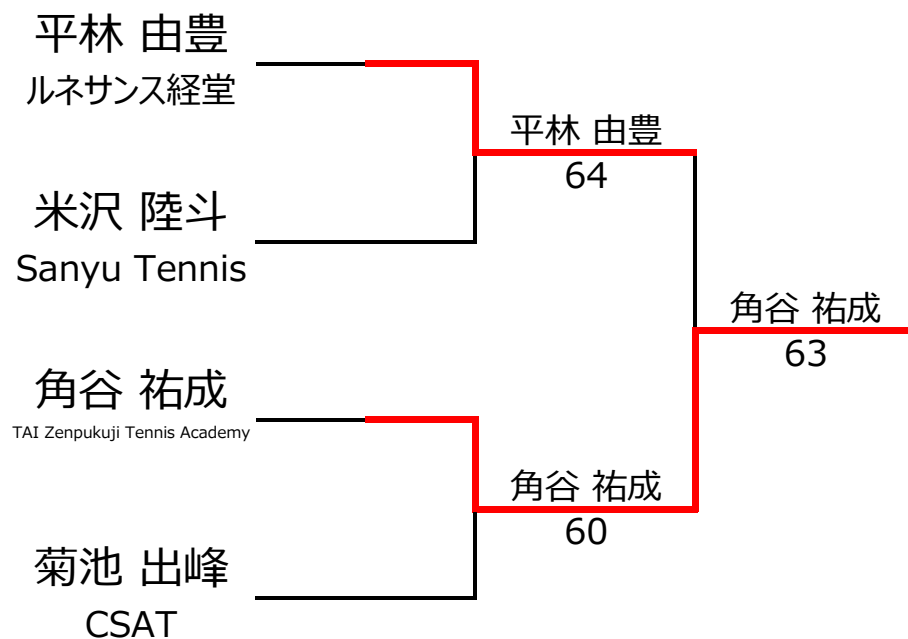 平林 由豊
ルネサンス経堂
平林 由豊
64
米沢 陸斗
Sanyu Tennis
角谷 祐成
63
角谷 祐成
TAI Zenpukuji Tennis Academy
角谷 祐成
60
菊池 出峰
CSAT